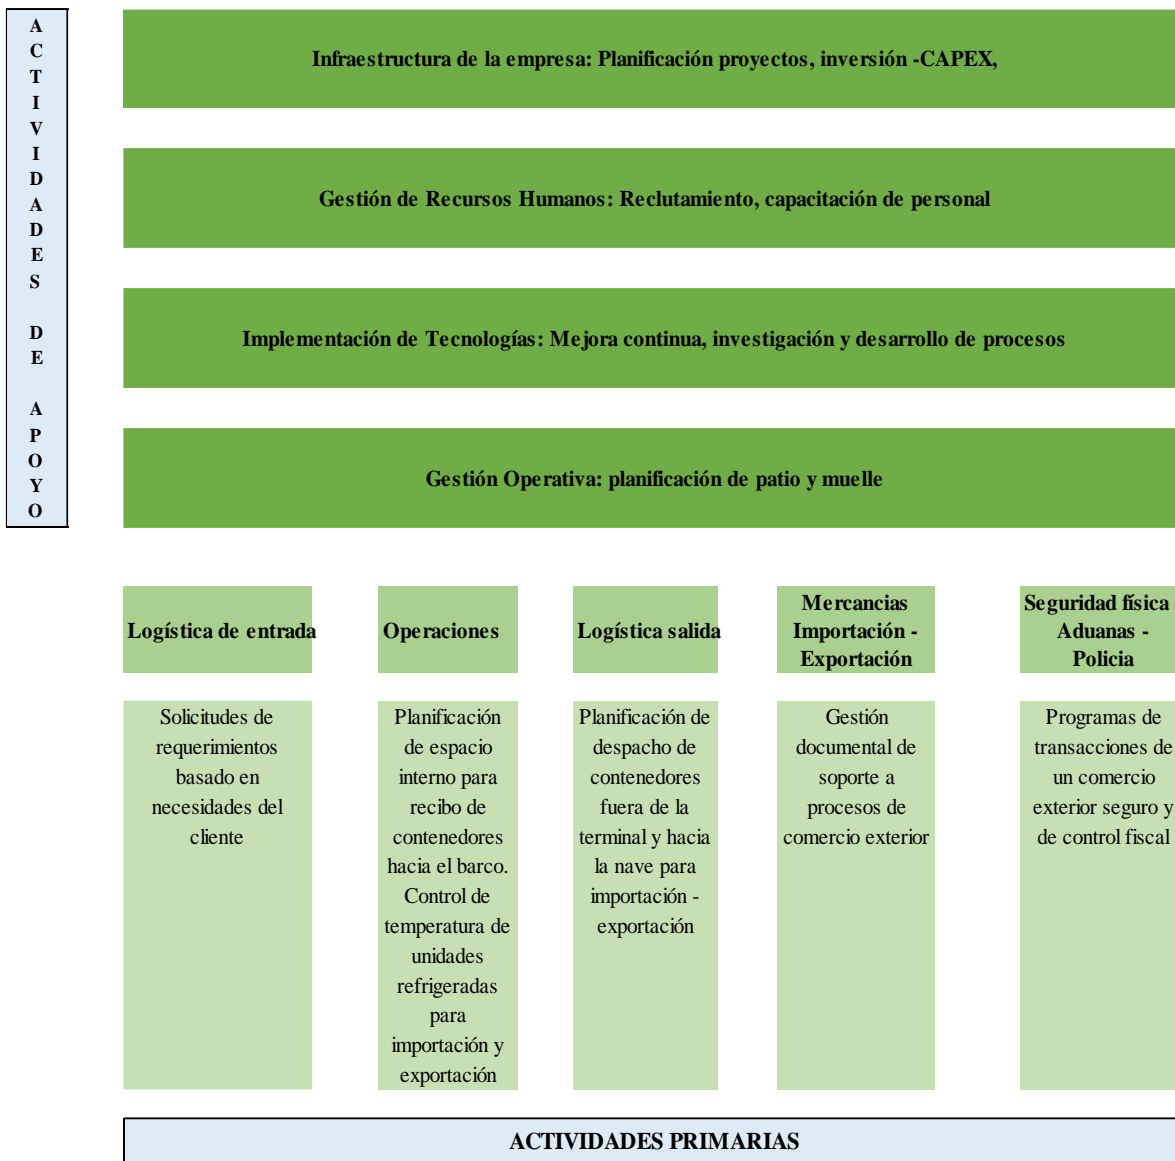 A
C
T
I
V
I
D
A
D
E
S
D
E
A
P
O
Y
O
Infraestructura de la empresa: Planificación proyectos, inversión -CAPEX,
Gestión de Recursos Humanos: Reclutamiento, capacitación de personal
Implementación de Tecnologías: Mejora continua, investigación y desarrollo de procesos
Gestión Operativa: planificación de patio y muelle
Logística de entrada
Solicitudes de
requerimientos
basado en
necesidades del
cliente
Operaciones
Planificación
de espacio
interno para
recibo de
contenedores
hacia el barco.
Control de
temperatura de
unidades
refrigeradas
para
importación y
exportación
Logística salida
Planificación de
despacho de
contenedores
fuera de la
terminal y hacia
la nave para
importación -
exportación
Mercancias
Importación -
Exportación
Gestión
documental de
soporte a
procesos de
comercio exterior
Seguridad física
Aduanas -
Policia
Programas de
transacciones de
un comercio
exterior seguro y
de control fiscal
ACTIVIDADES PRIMARIAS